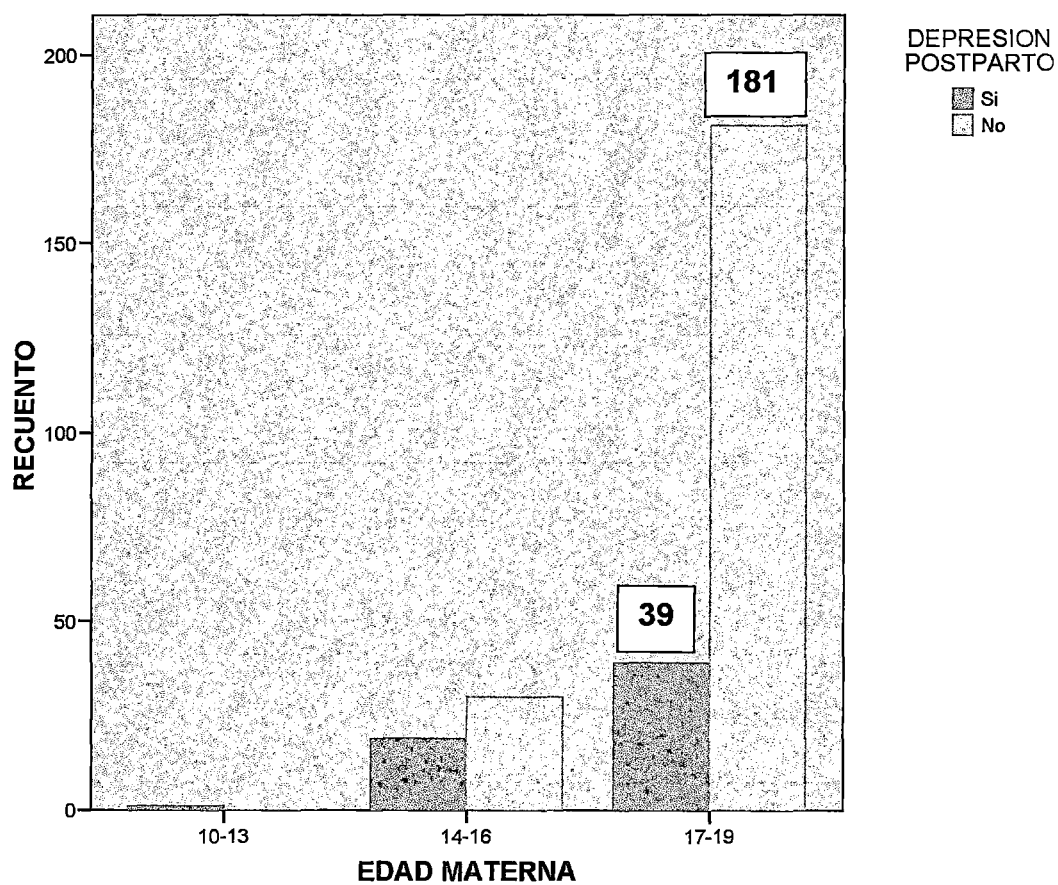 DEPRESION
POSTPARTO
Si
No
200
150
100
50
0
RECUENTO
181
39
10-13
14-16
17-19
EDAD MATERNA